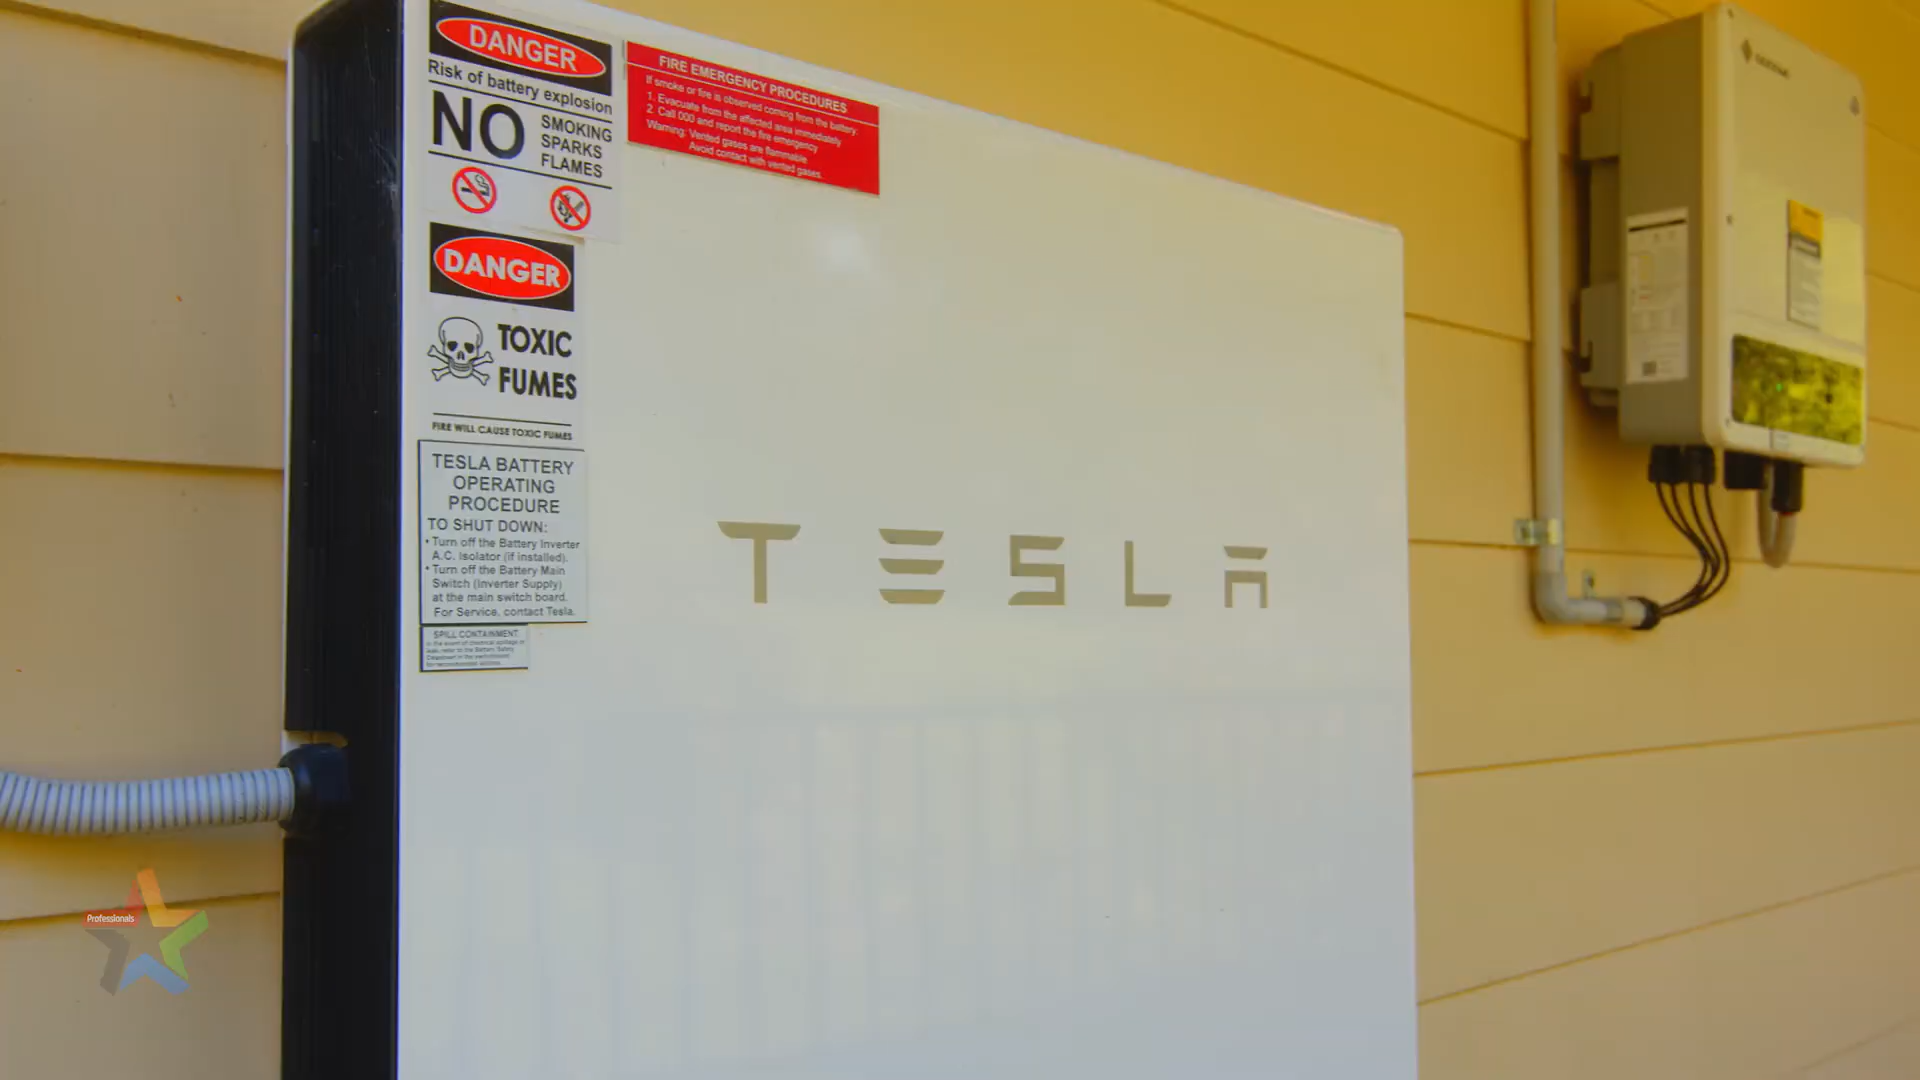 DANGER
Risk of battery explosion
NO
SMOKING
SPARKS
FLAMES
DANGER
TOXIC
FUMES
FIRE WILL CAUSE TOXIC FUMES
TESLA BATTERY
OPERATING
PROCEDURE
TO SHUT DOWN:
• Turn off the Battery Inverter
A.C. Isolator (if installed).
• Turn off the Battery Main
Switch (Inverter Supply)
at the main switch board.
For Service, contact Tesla.
SPILL CONTAINMENT
FIRE EMERGENCY PROCEDURES
If smoke or fire is observed coming from the battery:
1. Evacuate from the affected area immediately
2. Call 000 and report the fire emergency
Warning: Vented gases are flammable
Avoid contact with vented gases.
TESLA
Professionals